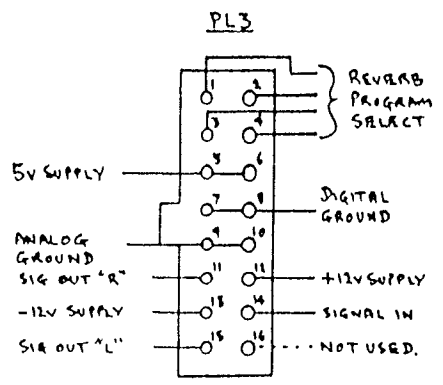 PL3
1 2 REVERB
PROGRAM
3 4 SELECT
5V SUPPLY 5 6
7 8 DIGITAL
GROUND
ANALOG 9 10
GROUND
SIG OUT "R" 11 12 +12V SUPPLY
-12V SUPPLY 13 14 SIGNAL IN
SIG OUT "L" 15 16 NOT USED.